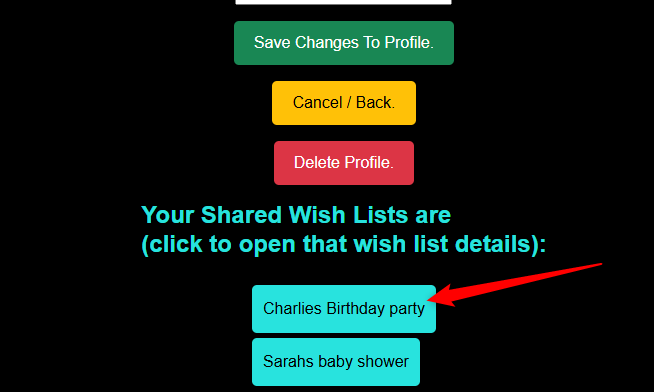 Save Changes To Profile.
Cancel / Back.
Delete Profile.
Your Shared Wish Lists are
(click to open that wish list details):
Charlies Birthday party
Sarahs baby shower